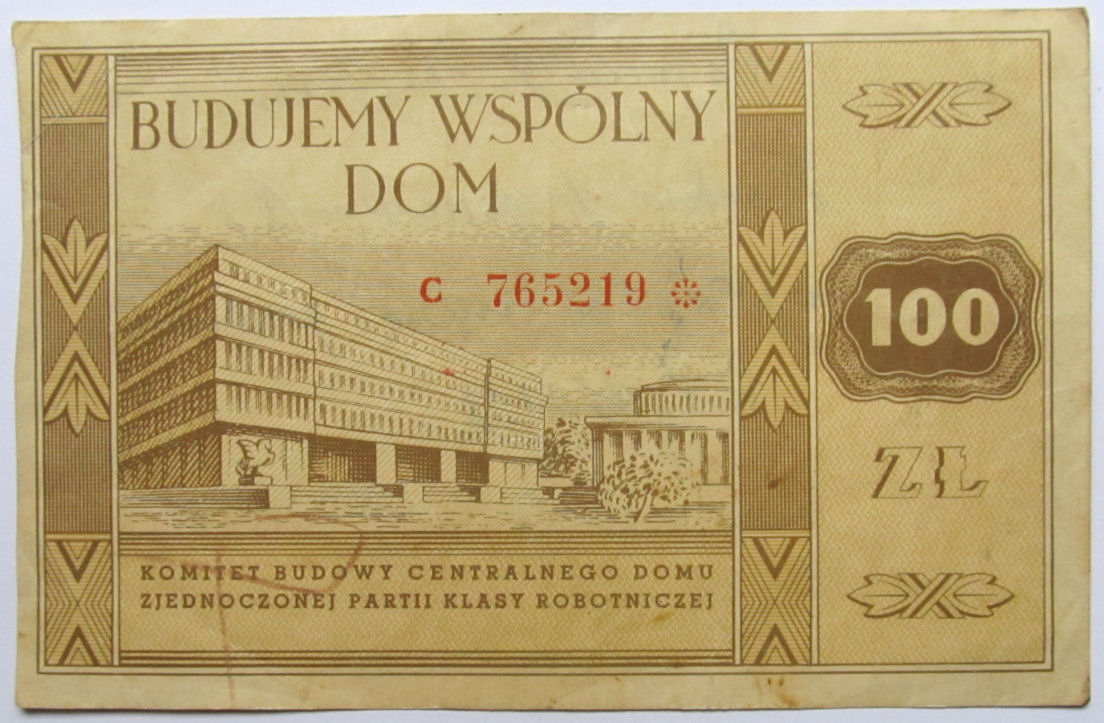 BUDUJEMY WSPÓLNY
DOM
C 765219
100
ZŁ
KOMITET BUDOWY CENTRALNEGO DOMU
ZJEDNOCZONEJ PARTII KLASY ROBOTNICZEJ